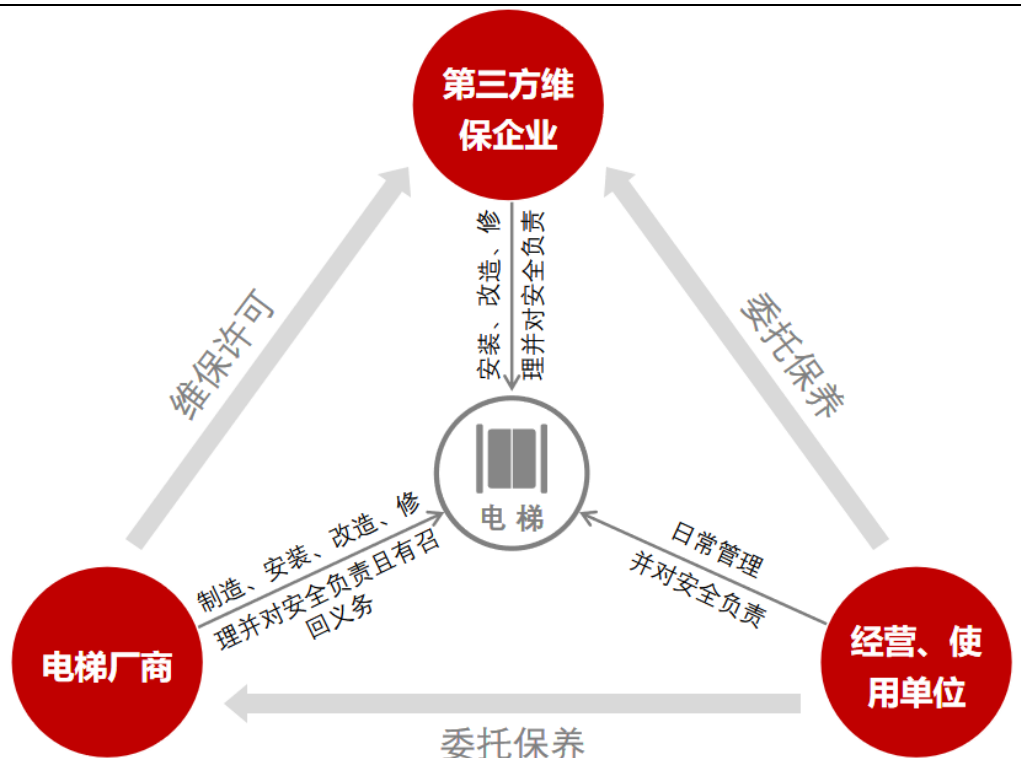 第三方维
保企业
安装、改造、修
理并对安全负责
维保许可
委托保养
电梯
制造、安装、改造、修
理并对安全负责且有召
回义务
日常管理
并对安全负责
电梯厂商
经营、使
用单位
委托保养